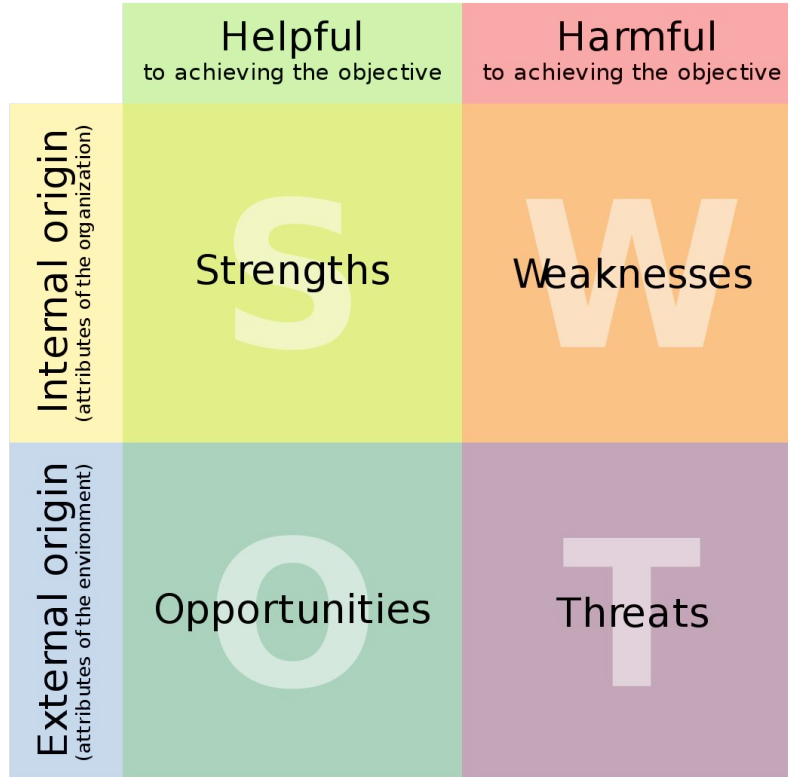 Helpful
to achieving the objective
Harmful
to achieving the objective
Internal origin
(attributes of the organization)
S
Strengths
W
Weaknesses
External origin
(attributes of the environment)
O
Opportunities
T
Threats